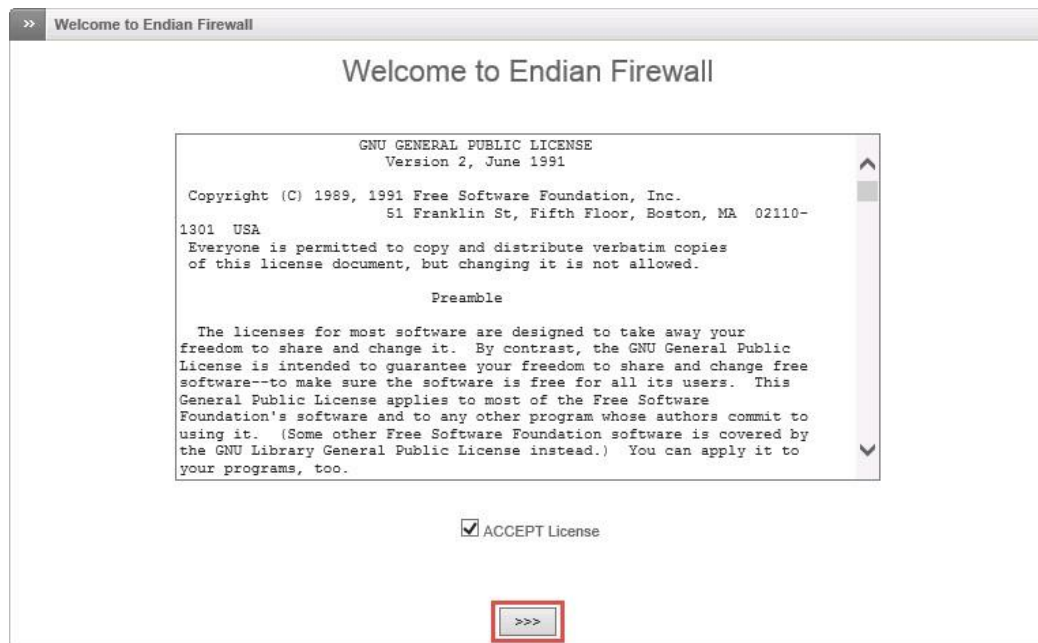 >> Welcome to Endian Firewall
Welcome to Endian Firewall
GNU GENERAL PUBLIC LICENSE
Version 2, June 1991
Copyright (C) 1989, 1991 Free Software Foundation, Inc.
51 Franklin St, Fifth Floor, Boston, MA  02110-
1301  USA
Everyone is permitted to copy and distribute verbatim copies
of this license document, but changing it is not allowed.
Preamble
The licenses for most software are designed to take away your
freedom to share and change it.  By contrast, the GNU General Public
License is intended to guarantee your freedom to share and change free
software--to make sure the software is free for all its users.  This
General Public License applies to most of the Free Software
Foundation's software and to any other program whose authors commit to
using it.  (Some other Free Software Foundation software is covered by
the GNU Library General Public License instead.)  You can apply it to
your programs, too.
ACCEPT License
>>>